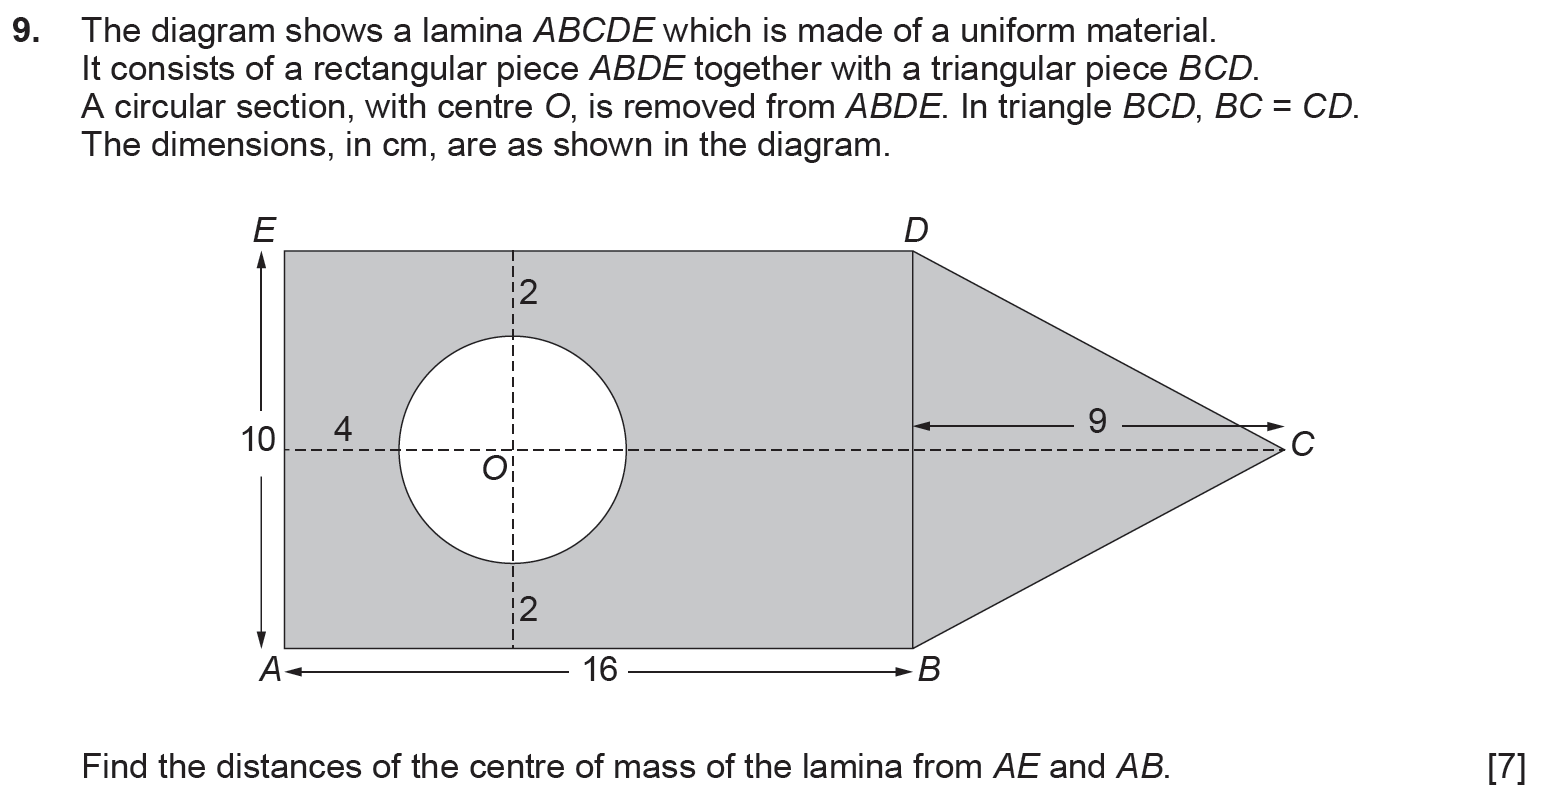 9. The diagram shows a lamina ABCDE which is made of a uniform material.
It consists of a rectangular piece ABDE together with a triangular piece BCD.
A circular section, with centre O, is removed from ABDE. In triangle BCD, BC = CD.
The dimensions, in cm, are as shown in the diagram.
E
D
2
4
9
10
C
O
2
A
16
B
Find the distances of the centre of mass of the lamina from AE and AB. [7]